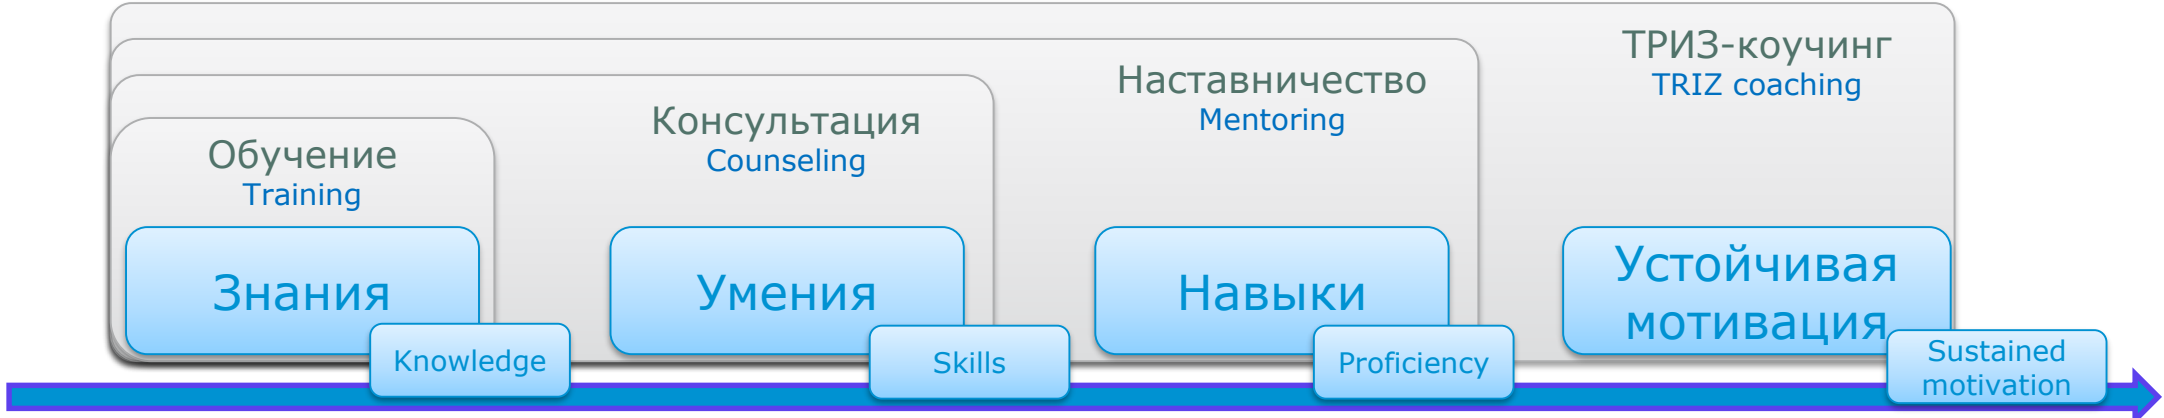 Обучение
Training
Знания
Knowledge
Консультация
Counseling
Умения
Skills
Наставничество
Mentoring
Навыки
Proficiency
ТРИЗ-коучинг
TRIZ coaching
Устойчивая
мотивация
Sustained
motivation